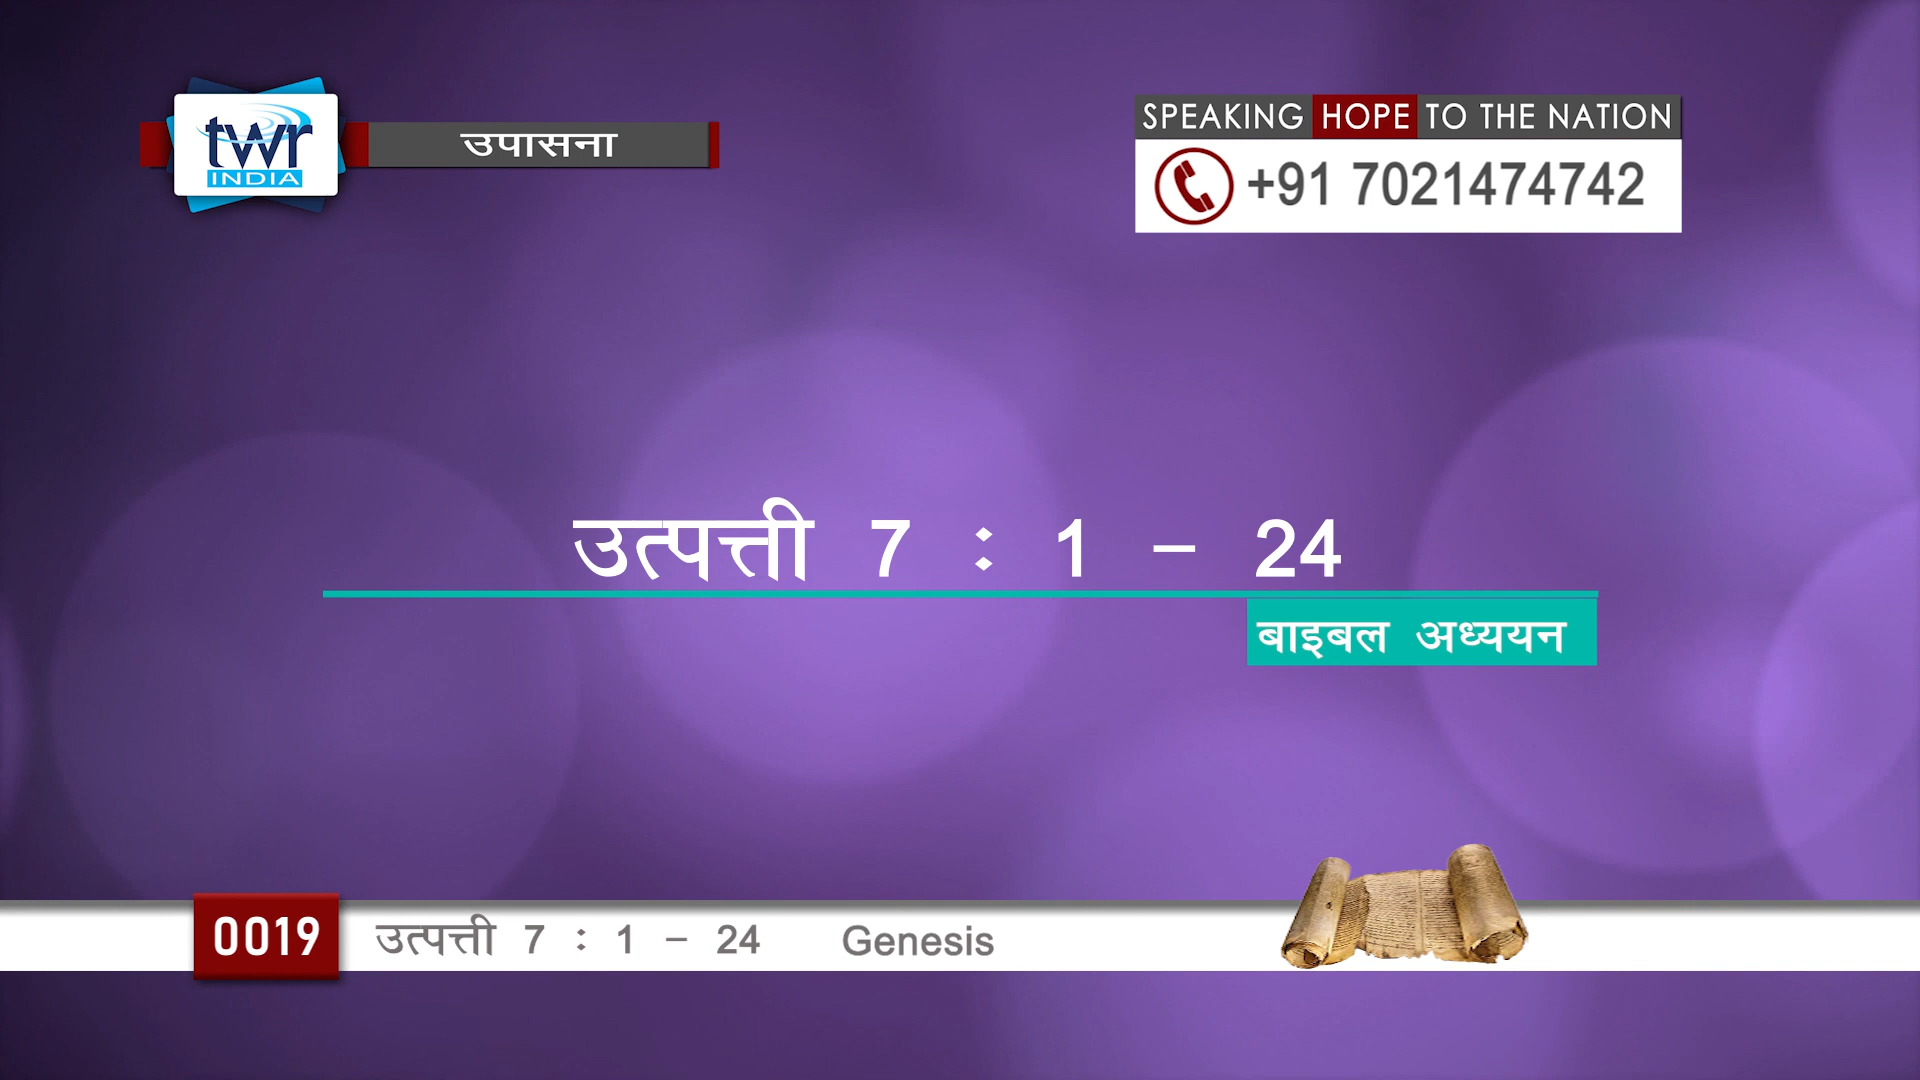 twr
INDIA
उपासना
SPEAKING HOPE TO THE NATION
+91 7021474742
उत्पत्ती 7 : 1 - 24
बाइबल अध्ययन
0019 उत्पत्ती 7 : 1 - 24 Genesis